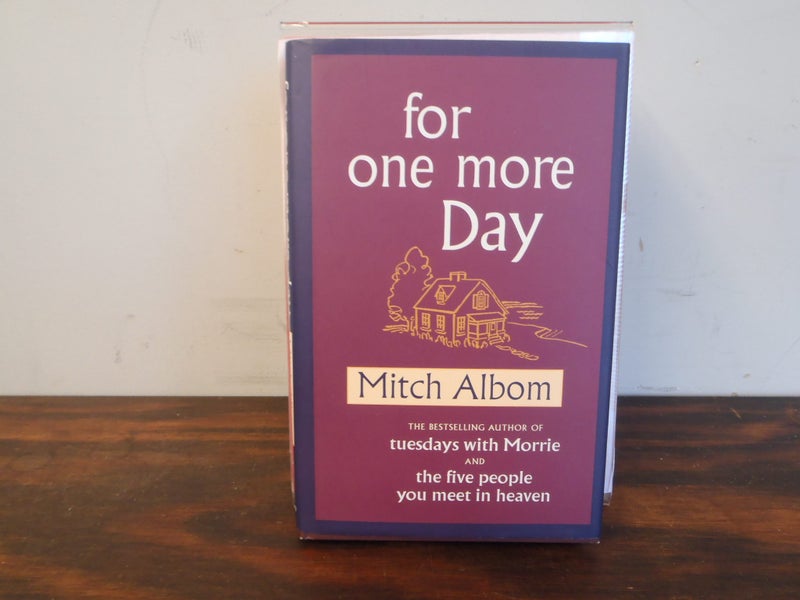 for
one more
Day
Mitch Albom
THE BESTSELLING AUTHOR OF
tuesdays with Morrie
AND
the five people
you meet in heaven